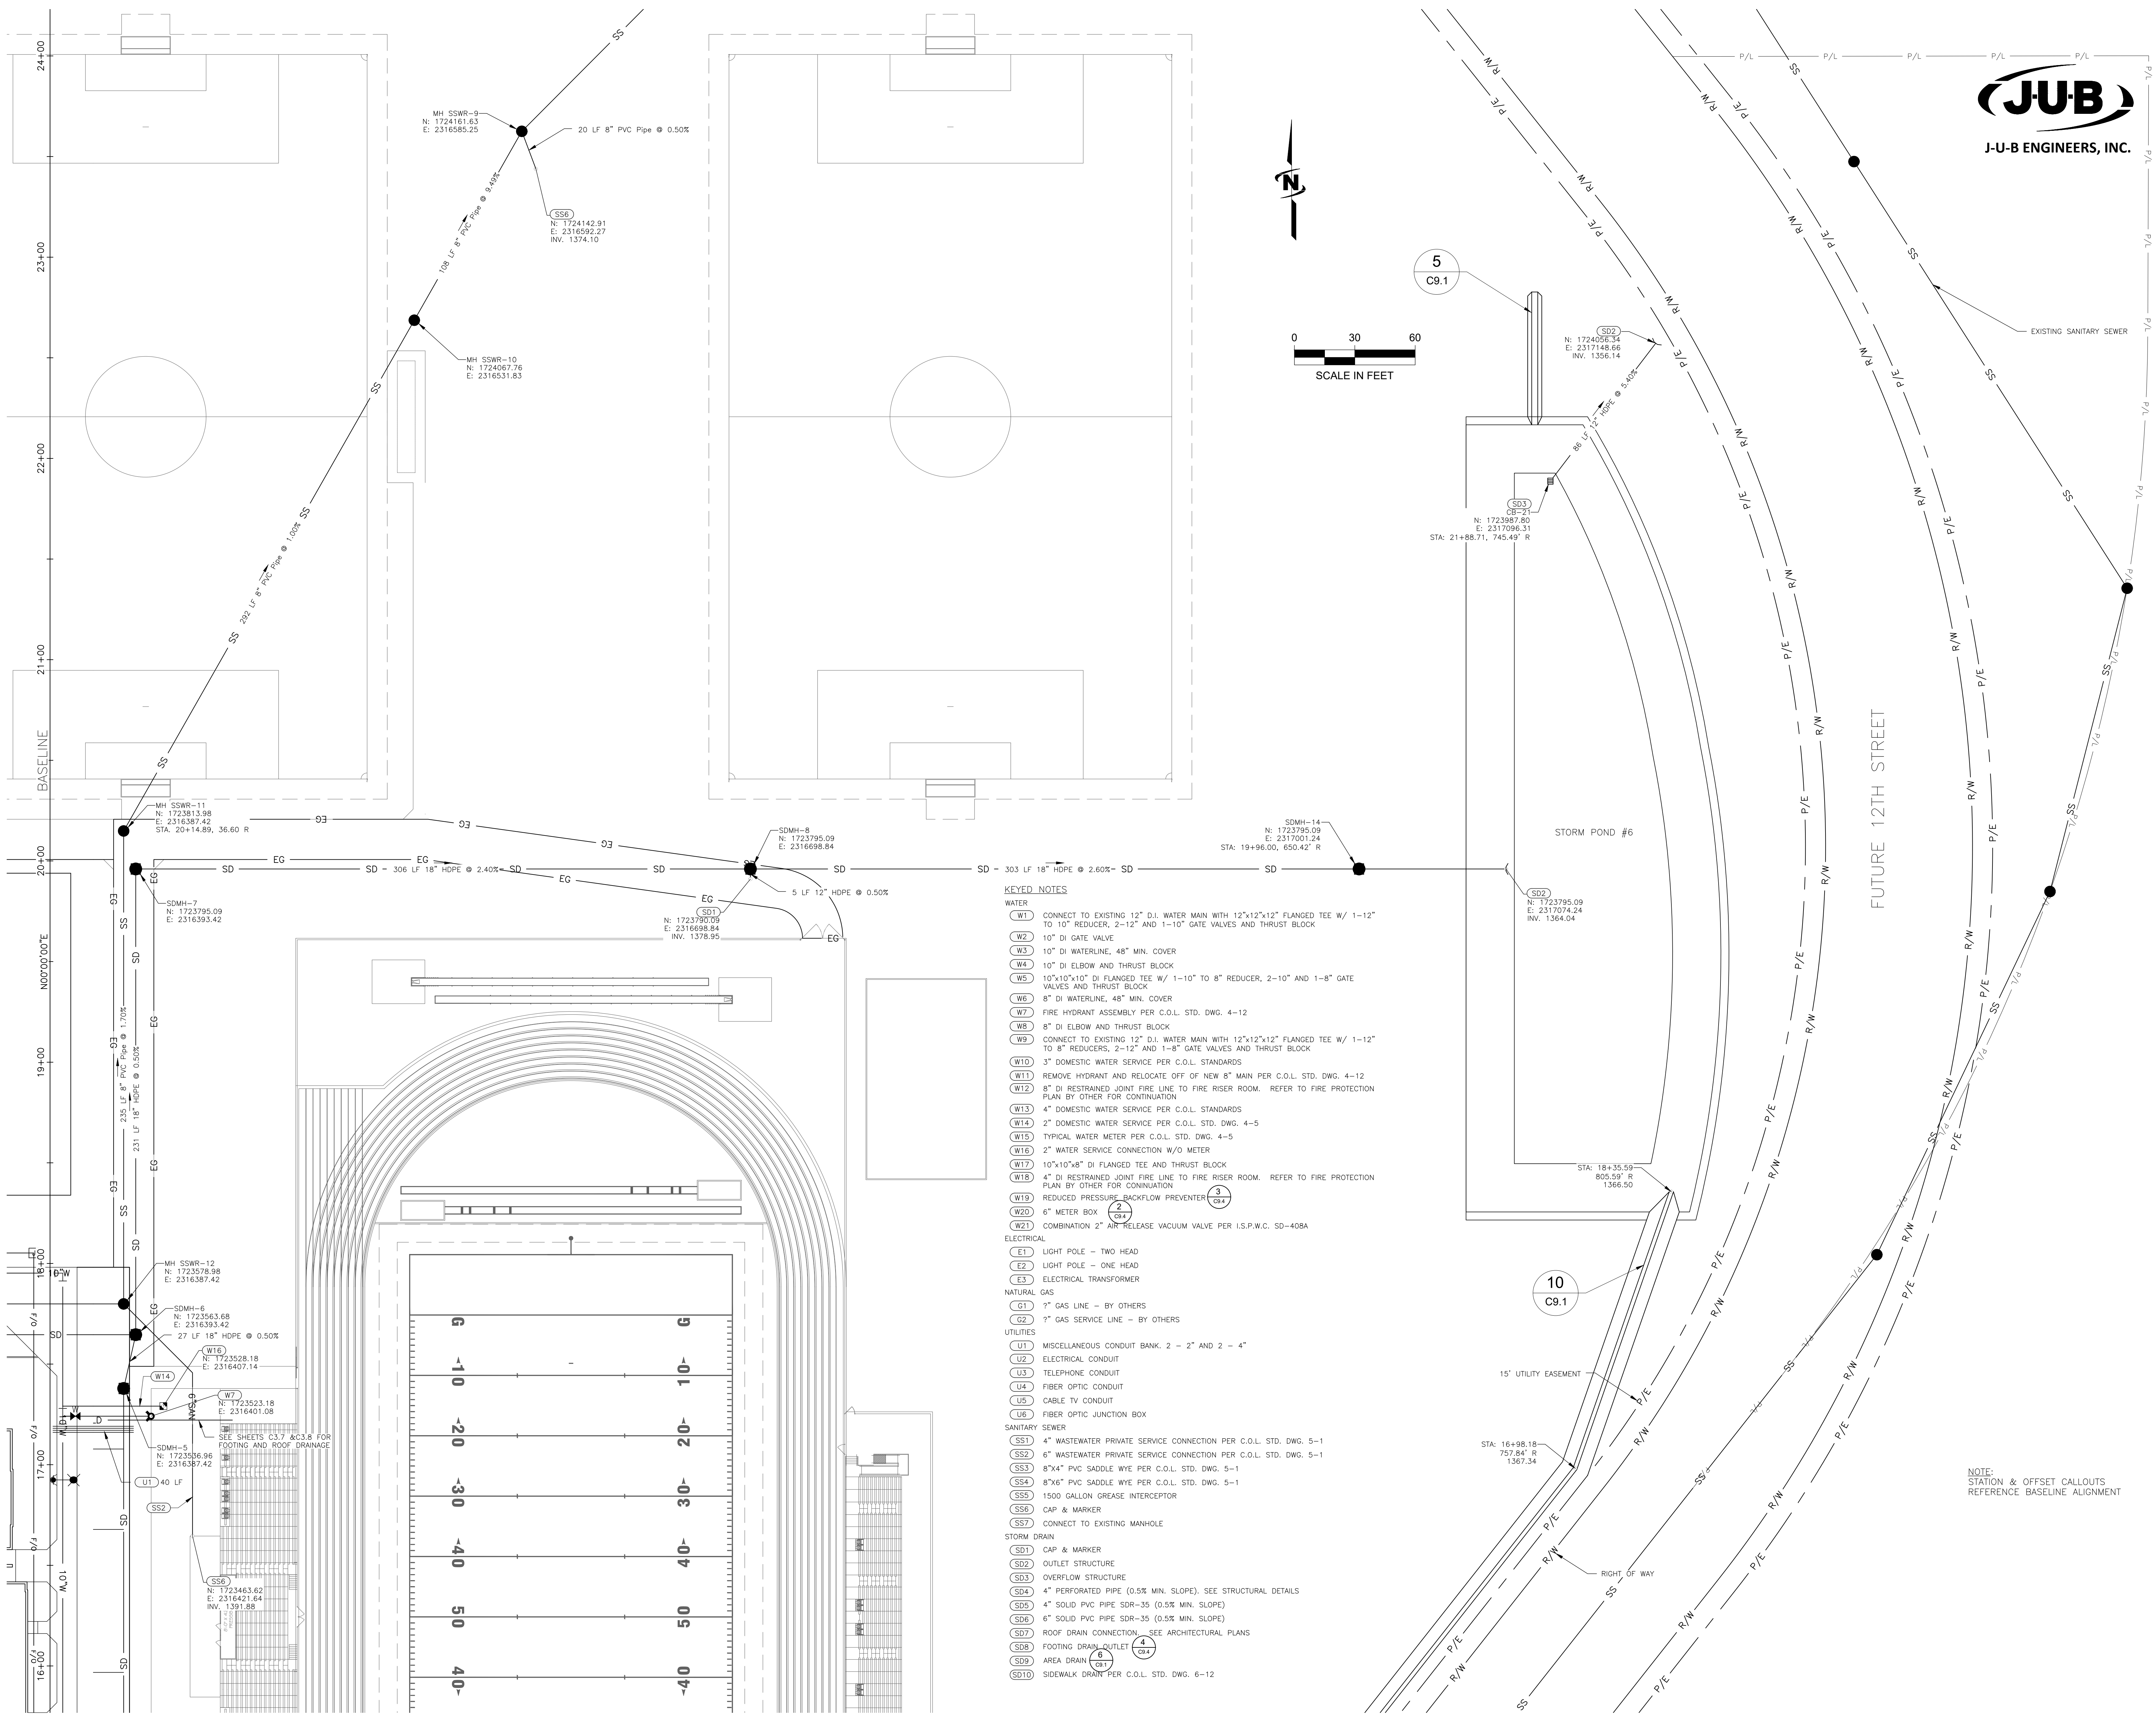 24+00
23+00
22+00
21+00
BASELINE
20+00
N0°00'00"E
19+00
18+00
17+00
16+00
MH SSWR-9
N: 1724161.63
E: 2316585.25
SS
20 LF 8" PVC Pipe @ 0.50%
SS6
N: 1724142.91
E: 2316592.27
INV. 1374.10
108 LF 8" PVC Pipe @ 9.49%
MH SSWR-10
N: 1724067.76
E: 2316531.83
SS
292 LF 8" PVC Pipe @ 1.00%
SS
SS
SS
MH SSWR-11
N: 1723813.98
E: 2316387.42
STA. 20+14.89, 36.60 R
N
0 30 60
SCALE IN FEET
5
C9.1
SD2
N: 1724056.34
E: 2317148.66
INV. 1356.14
86 LF 12" HDPE @ 5.40%
SD3
CB-21
N: 1723987.80
E: 2317096.31
STA: 21+88.71, 745.49' R
J-U-B
J-U-B ENGINEERS, INC.
P/L P/L P/L P/L P/L
EXISTING SANITARY SEWER
R/W
P/E
STORM POND #6
FUTURE 12TH STREET
EG EG EG EG
SDMH-8
N: 1723795.09
E: 2316698.84
SDMH-14
N: 1723795.09
E: 2317001.24
STA: 19+96.00, 650.42' R
SD SD - 306 LF 18" HDPE @ 2.40%- SD SD SD SD SD - 303 LF 18" HDPE @ 2.60%- SD SD
5 LF 12" HDPE @ 0.50%
SD1
N: 1723790.09
E: 2316698.84
INV. 1378.95
SDMH-7
N: 1723795.09
E: 2316393.42
SD2
N: 1723795.09
E: 2317074.24
INV. 1364.04
235 LF 8" PVC Pipe @ 1.70%
231 LF 18" HDPE @ 0.50%
MH SSWR-12
N: 1723578.98
E: 2316387.42
SDMH-6
N: 1723563.68
E: 2316393.42
27 LF 18" HDPE @ 0.50%
W16
N: 1723528.18
E: 2316407.14
W14
W7
N: 1723523.18
E: 2316401.08
6"SAN
SEE SHEETS C3.7 &C3.8 FOR
FOOTING AND ROOF DRAINAGE
SDMH-5
N: 1723536.96
E: 2316387.42
U1 40 LF
SS2
SS6
N: 1723463.62
E: 2316421.64
INV. 1391.88
10"W
10"W
10"W
F/O
G G
10 10
20 20
30 30
40 40
50 50
40 40
KEYED NOTES
WATER
W1 CONNECT TO EXISTING 12" D.I. WATER MAIN WITH 12"x12"x12" FLANGED TEE W/ 1-12"
TO 10" REDUCER, 2-12" AND 1-10" GATE VALVES AND THRUST BLOCK
W2 10" DI GATE VALVE
W3 10" DI WATERLINE, 48" MIN. COVER
W4 10" DI ELBOW AND THRUST BLOCK
W5 10"x10"x10" DI FLANGED TEE W/ 1-10" TO 8" REDUCER, 2-10" AND 1-8" GATE
VALVES AND THRUST BLOCK
W6 8" DI WATERLINE, 48" MIN. COVER
W7 FIRE HYDRANT ASSEMBLY PER C.O.L. STD. DWG. 4-12
W8 8" DI ELBOW AND THRUST BLOCK
W9 CONNECT TO EXISTING 12" D.I. WATER MAIN WITH 12"x12"x12" FLANGED TEE W/ 1-12"
TO 8" REDUCERS, 2-12" AND 1-8" GATE VALVES AND THRUST BLOCK
W10 3" DOMESTIC WATER SERVICE PER C.O.L. STANDARDS
W11 REMOVE HYDRANT AND RELOCATE OFF OF NEW 8" MAIN PER C.O.L. STD. DWG. 4-12
W12 8" DI RESTRAINED JOINT FIRE LINE TO FIRE RISER ROOM. REFER TO FIRE PROTECTION
PLAN BY OTHER FOR CONTINUATION
W13 4" DOMESTIC WATER SERVICE PER C.O.L. STANDARDS
W14 2" DOMESTIC WATER SERVICE PER C.O.L. STD. DWG. 4-5
W15 TYPICAL WATER METER PER C.O.L. STD. DWG. 4-5
W16 2" WATER SERVICE CONNECTION W/O METER
W17 10"x10"x8" DI FLANGED TEE AND THRUST BLOCK
W18 4" DI RESTRAINED JOINT FIRE LINE TO FIRE RISER ROOM. REFER TO FIRE PROTECTION
PLAN BY OTHER FOR CONINUATION
W19 REDUCED PRESSURE BACKFLOW PREVENTER 3 C9.4
W20 6" METER BOX 2 C9.4
W21 COMBINATION 2" AIR RELEASE VACUUM VALVE PER I.S.P.W.C. SD-408A
ELECTRICAL
E1 LIGHT POLE - TWO HEAD
E2 LIGHT POLE - ONE HEAD
E3 ELECTRICAL TRANSFORMER
NATURAL GAS
G1 ?" GAS LINE - BY OTHERS
G2 ?" GAS SERVICE LINE - BY OTHERS
UTILITIES
U1 MISCELLANEOUS CONDUIT BANK. 2 - 2" AND 2 - 4"
U2 ELECTRICAL CONDUIT
U3 TELEPHONE CONDUIT
U4 FIBER OPTIC CONDUIT
U5 CABLE TV CONDUIT
U6 FIBER OPTIC JUNCTION BOX
SANITARY SEWER
SS1 4" WASTEWATER PRIVATE SERVICE CONNECTION PER C.O.L. STD. DWG. 5-1
SS2 6" WASTEWATER PRIVATE SERVICE CONNECTION PER C.O.L. STD. DWG. 5-1
SS3 8"X4" PVC SADDLE WYE PER C.O.L. STD. DWG. 5-1
SS4 8"X6" PVC SADDLE WYE PER C.O.L. STD. DWG. 5-1
SS5 1500 GALLON GREASE INTERCEPTOR
SS6 CAP & MARKER
SS7 CONNECT TO EXISTING MANHOLE
STORM DRAIN
SD1 CAP & MARKER
SD2 OUTLET STRUCTURE
SD3 OVERFLOW STRUCTURE
SD4 4" PERFORATED PIPE (0.5% MIN. SLOPE). SEE STRUCTURAL DETAILS
SD5 4" SOLID PVC PIPE SDR-35 (0.5% MIN. SLOPE)
SD6 6" SOLID PVC PIPE SDR-35 (0.5% MIN. SLOPE)
SD7 ROOF DRAIN CONNECTION. SEE ARCHITECTURAL PLANS
SD8 FOOTING DRAIN OUTLET 4 C9.4
SD9 AREA DRAIN 6 C9.1
SD10 SIDEWALK DRAIN PER C.O.L. STD. DWG. 6-12
STA: 18+35.59
805.59' R
1366.50
10
C9.1
15' UTILITY EASEMENT
STA: 16+98.18
757.84' R
1367.34
RIGHT OF WAY
NOTE:
STATION & OFFSET CALLOUTS
REFERENCE BASELINE ALIGNMENT